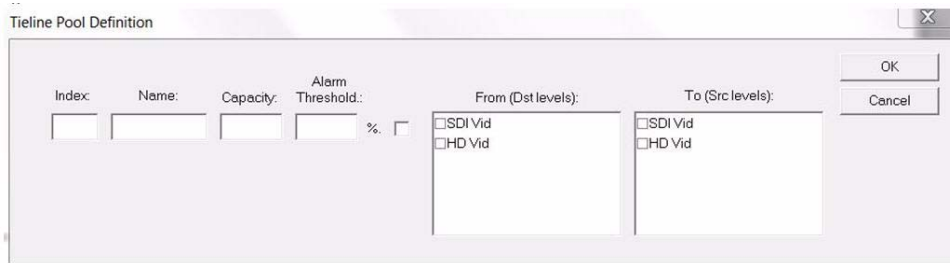 Tieline Pool Definition
X
OK
Cancel
Index:
Name:
Capacity:
Alarm
Threshold.:
%.
From (Dst levels):
SDI Vid
HD Vid
To (Src levels):
SDI Vid
HD Vid